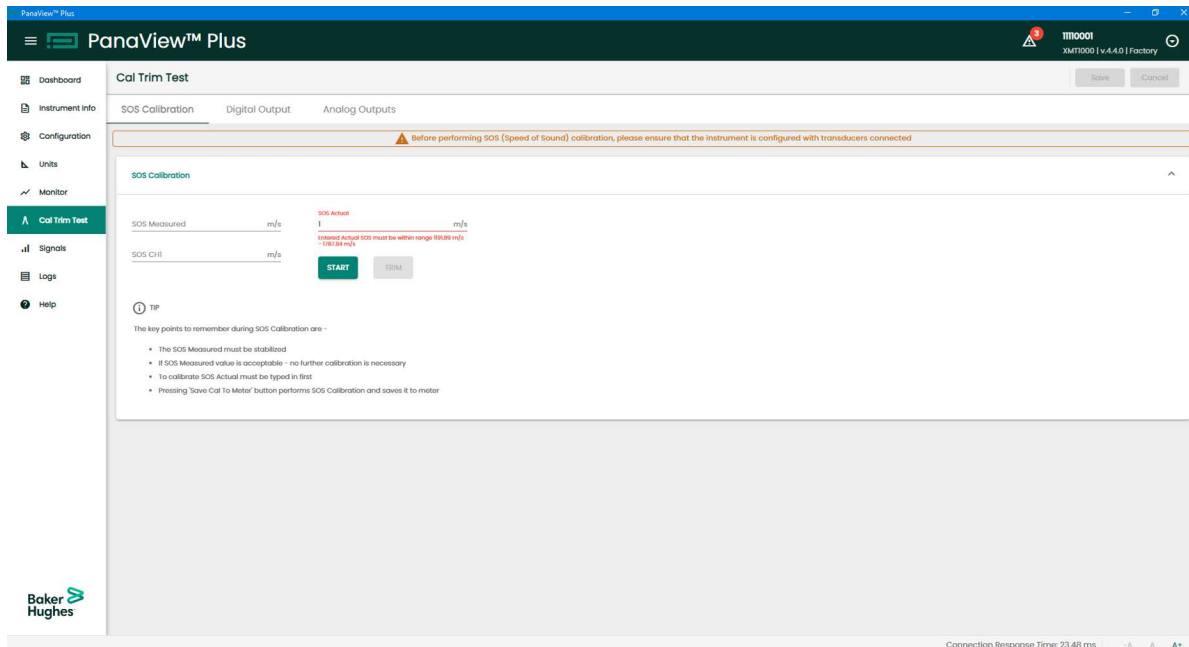 PanaView™ Plus
PanaView™ Plus
3
11110001
XMT1000 | v.4.4.0 | Factory
Dashboard
Instrument Info
Configuration
Units
Monitor
Cal Trim Test
Signals
Logs
Help
Cal Trim Test
Save
Cancel
SOS Calibration
Digital Output
Analog Outputs
Before performing SOS (Speed of Sound) calibration, please ensure that the instrument is configured with transducers connected
SOS Calibration
SOS Measured m/s
SOS Actual
1 m/s
Entered Actual SOS must be within range 1191.89 m/s
- 1787.84 m/s
SOS CH1 m/s
START
TRIM
TIP
The key points to remember during SOS Calibration are -
• The SOS Measured must be stabilized
• If SOS Measured value is acceptable - no further calibration is necessary
• To calibrate SOS Actual must be typed in first
• Pressing 'Save Cal To Meter' button performs SOS Calibration and saves it to meter
Baker
Hughes
Connection Response Time: 23.48 ms
-A A A+